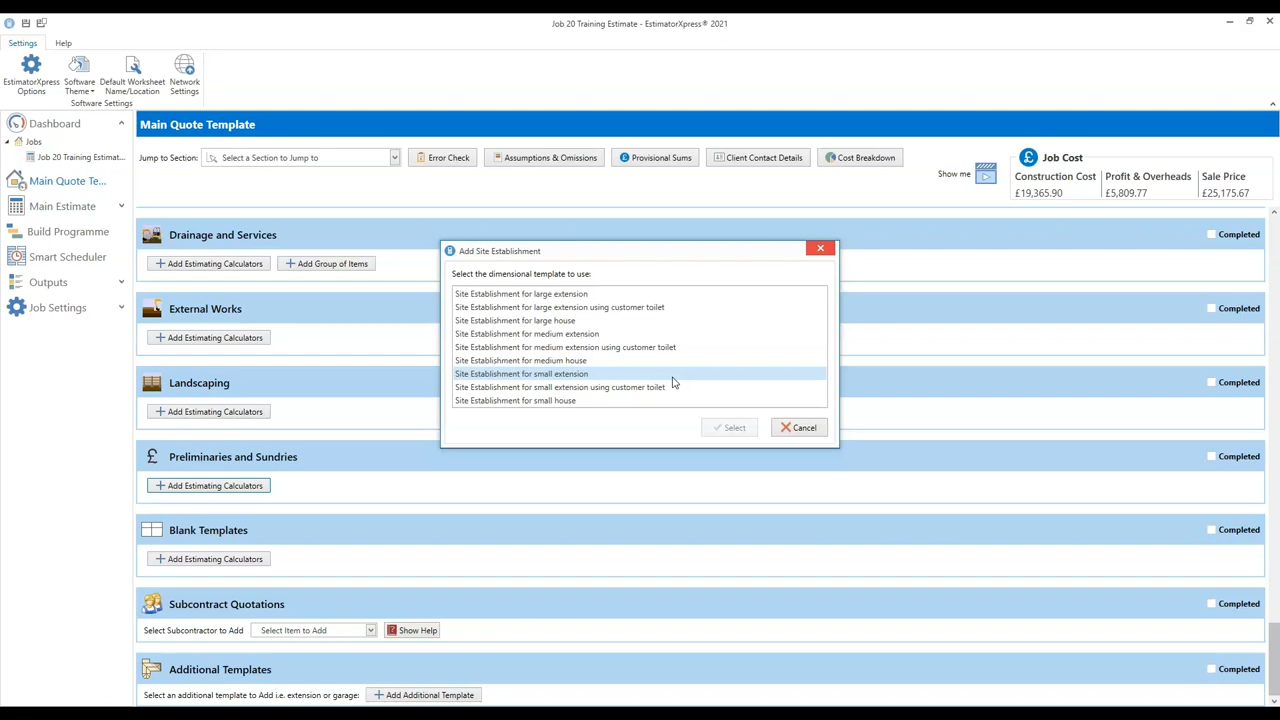 Job 20 Training Estimate - EstimatorXpress® 2021
Settings
Help
EstimatorXpress Options
Software Theme
Default Worksheet Name/Location
Network Settings
Software Settings
Dashboard
Jobs
Job 20 Training Estimat...
Main Quote Te...
Main Estimate
Build Programme
Smart Scheduler
Outputs
Job Settings
Main Quote Template
Jump to Section:
Select a Section to Jump to
Error Check
Assumptions & Omissions
Provisional Sums
Client Contact Details
Cost Breakdown
Show me
Job Cost
Construction Cost
Profit & Overheads
Sale Price
£19,365.90
£5,809.77
£25,175.67
Drainage and Services
Completed
Add Estimating Calculators
Add Group of Items
External Works
Completed
Add Estimating Calculators
Landscaping
Completed
Add Estimating Calculators
Preliminaries and Sundries
Completed
Add Estimating Calculators
Blank Templates
Completed
Add Estimating Calculators
Subcontract Quotations
Completed
Select Subcontractor to Add
Select Item to Add
Show Help
Additional Templates
Completed
Select an additional template to Add i.e. extension or garage:
Add Additional Template
Add Site Establishment
Select the dimensional template to use:
Site Establishment for large extension
Site Establishment for large extension using customer toilet
Site Establishment for large house
Site Establishment for medium extension
Site Establishment for medium extension using customer toilet
Site Establishment for medium house
Site Establishment for small extension
Site Establishment for small extension using customer toilet
Site Establishment for small house
Select
Cancel